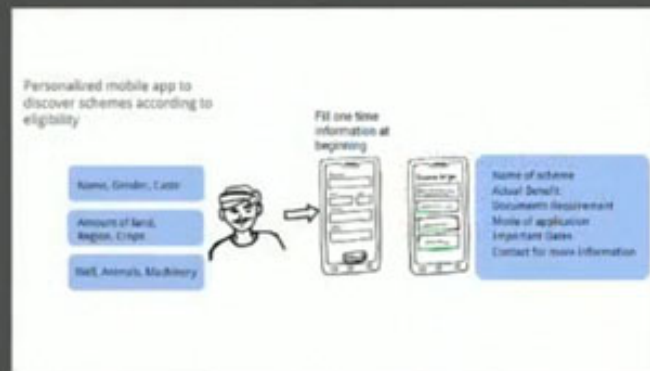 Personalized mobile app to
discover schemes according to
eligibility
Fill one time
information at
beginning
Name, Gender, Caste
Amount of land,
Region, Crops
Well, Animals, Machinery
Name of scheme
Actual Benefit
Documents Requirement
Mode of application
Important Dates
Contact for more information